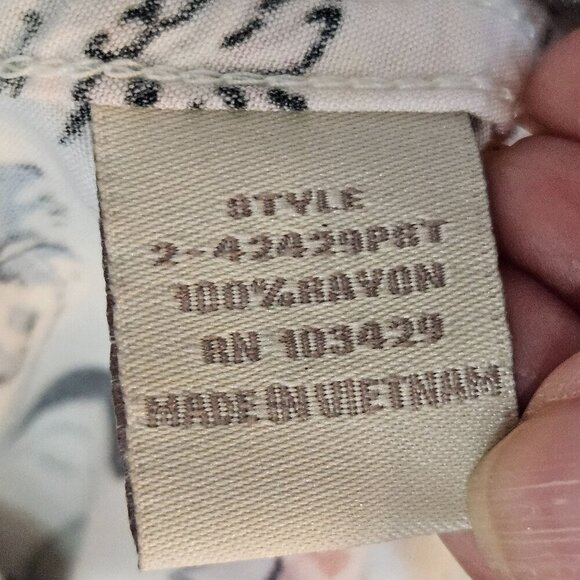 STYLE
2-42429PST
100%RAYON
RN 103429
MADE IN VIETNAM